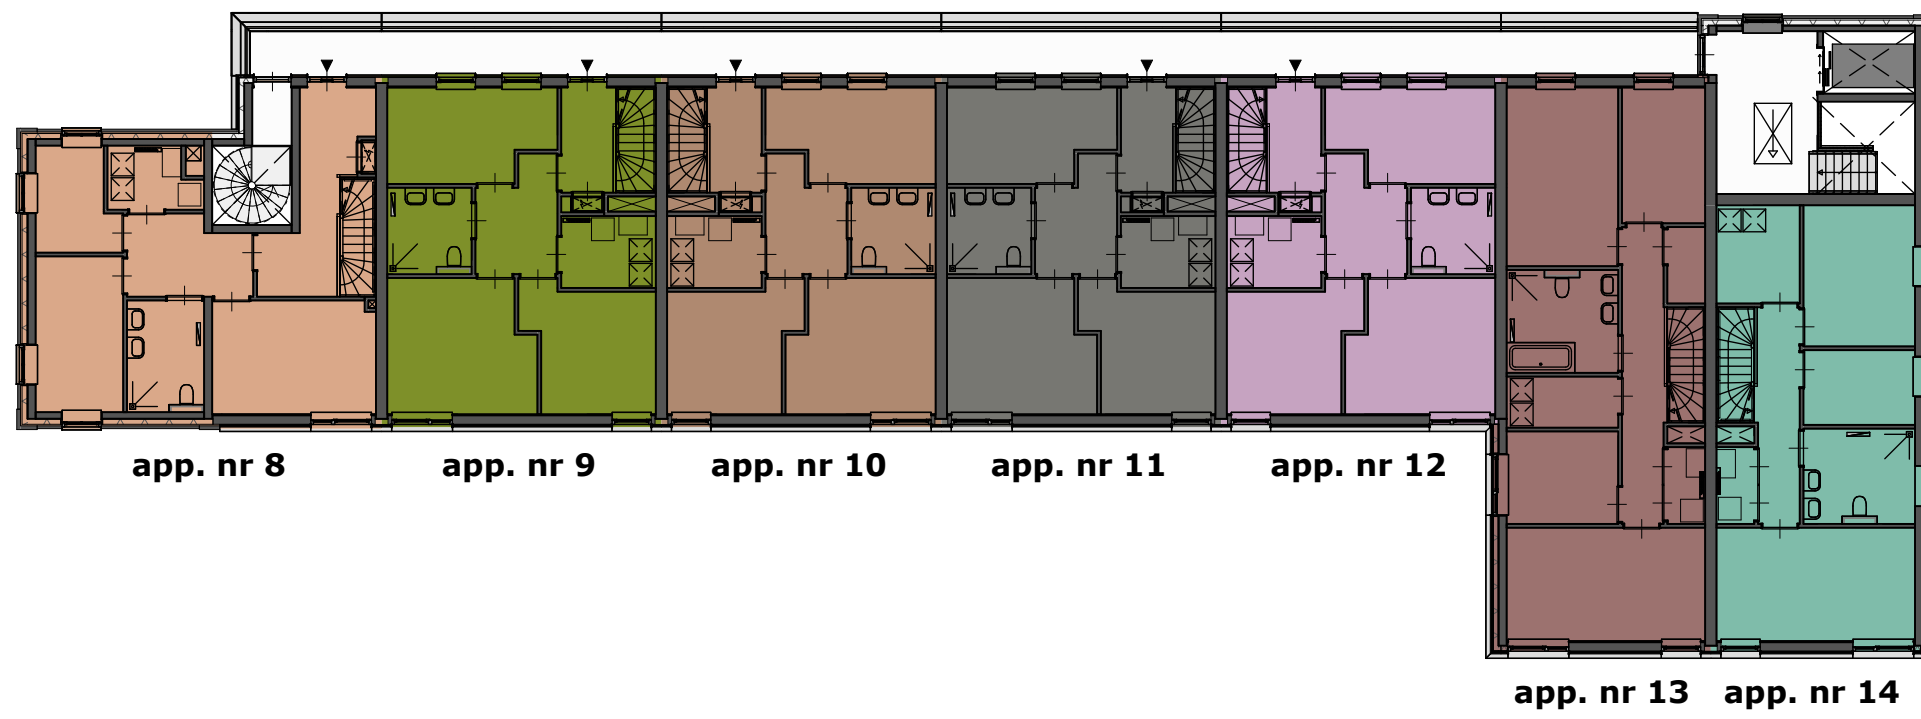 app. nr 8
app. nr 9
app. nr 10
app. nr 11
app. nr 12
app. nr 13
app. nr 14